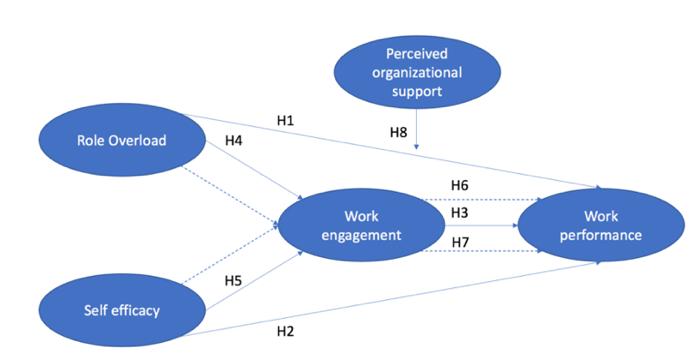 Perceived
organizational
support
H1
H8
Role Overload
H4
H6
Work
engagement
H3
Work
performance
H7
H5
Self efficacy
H2